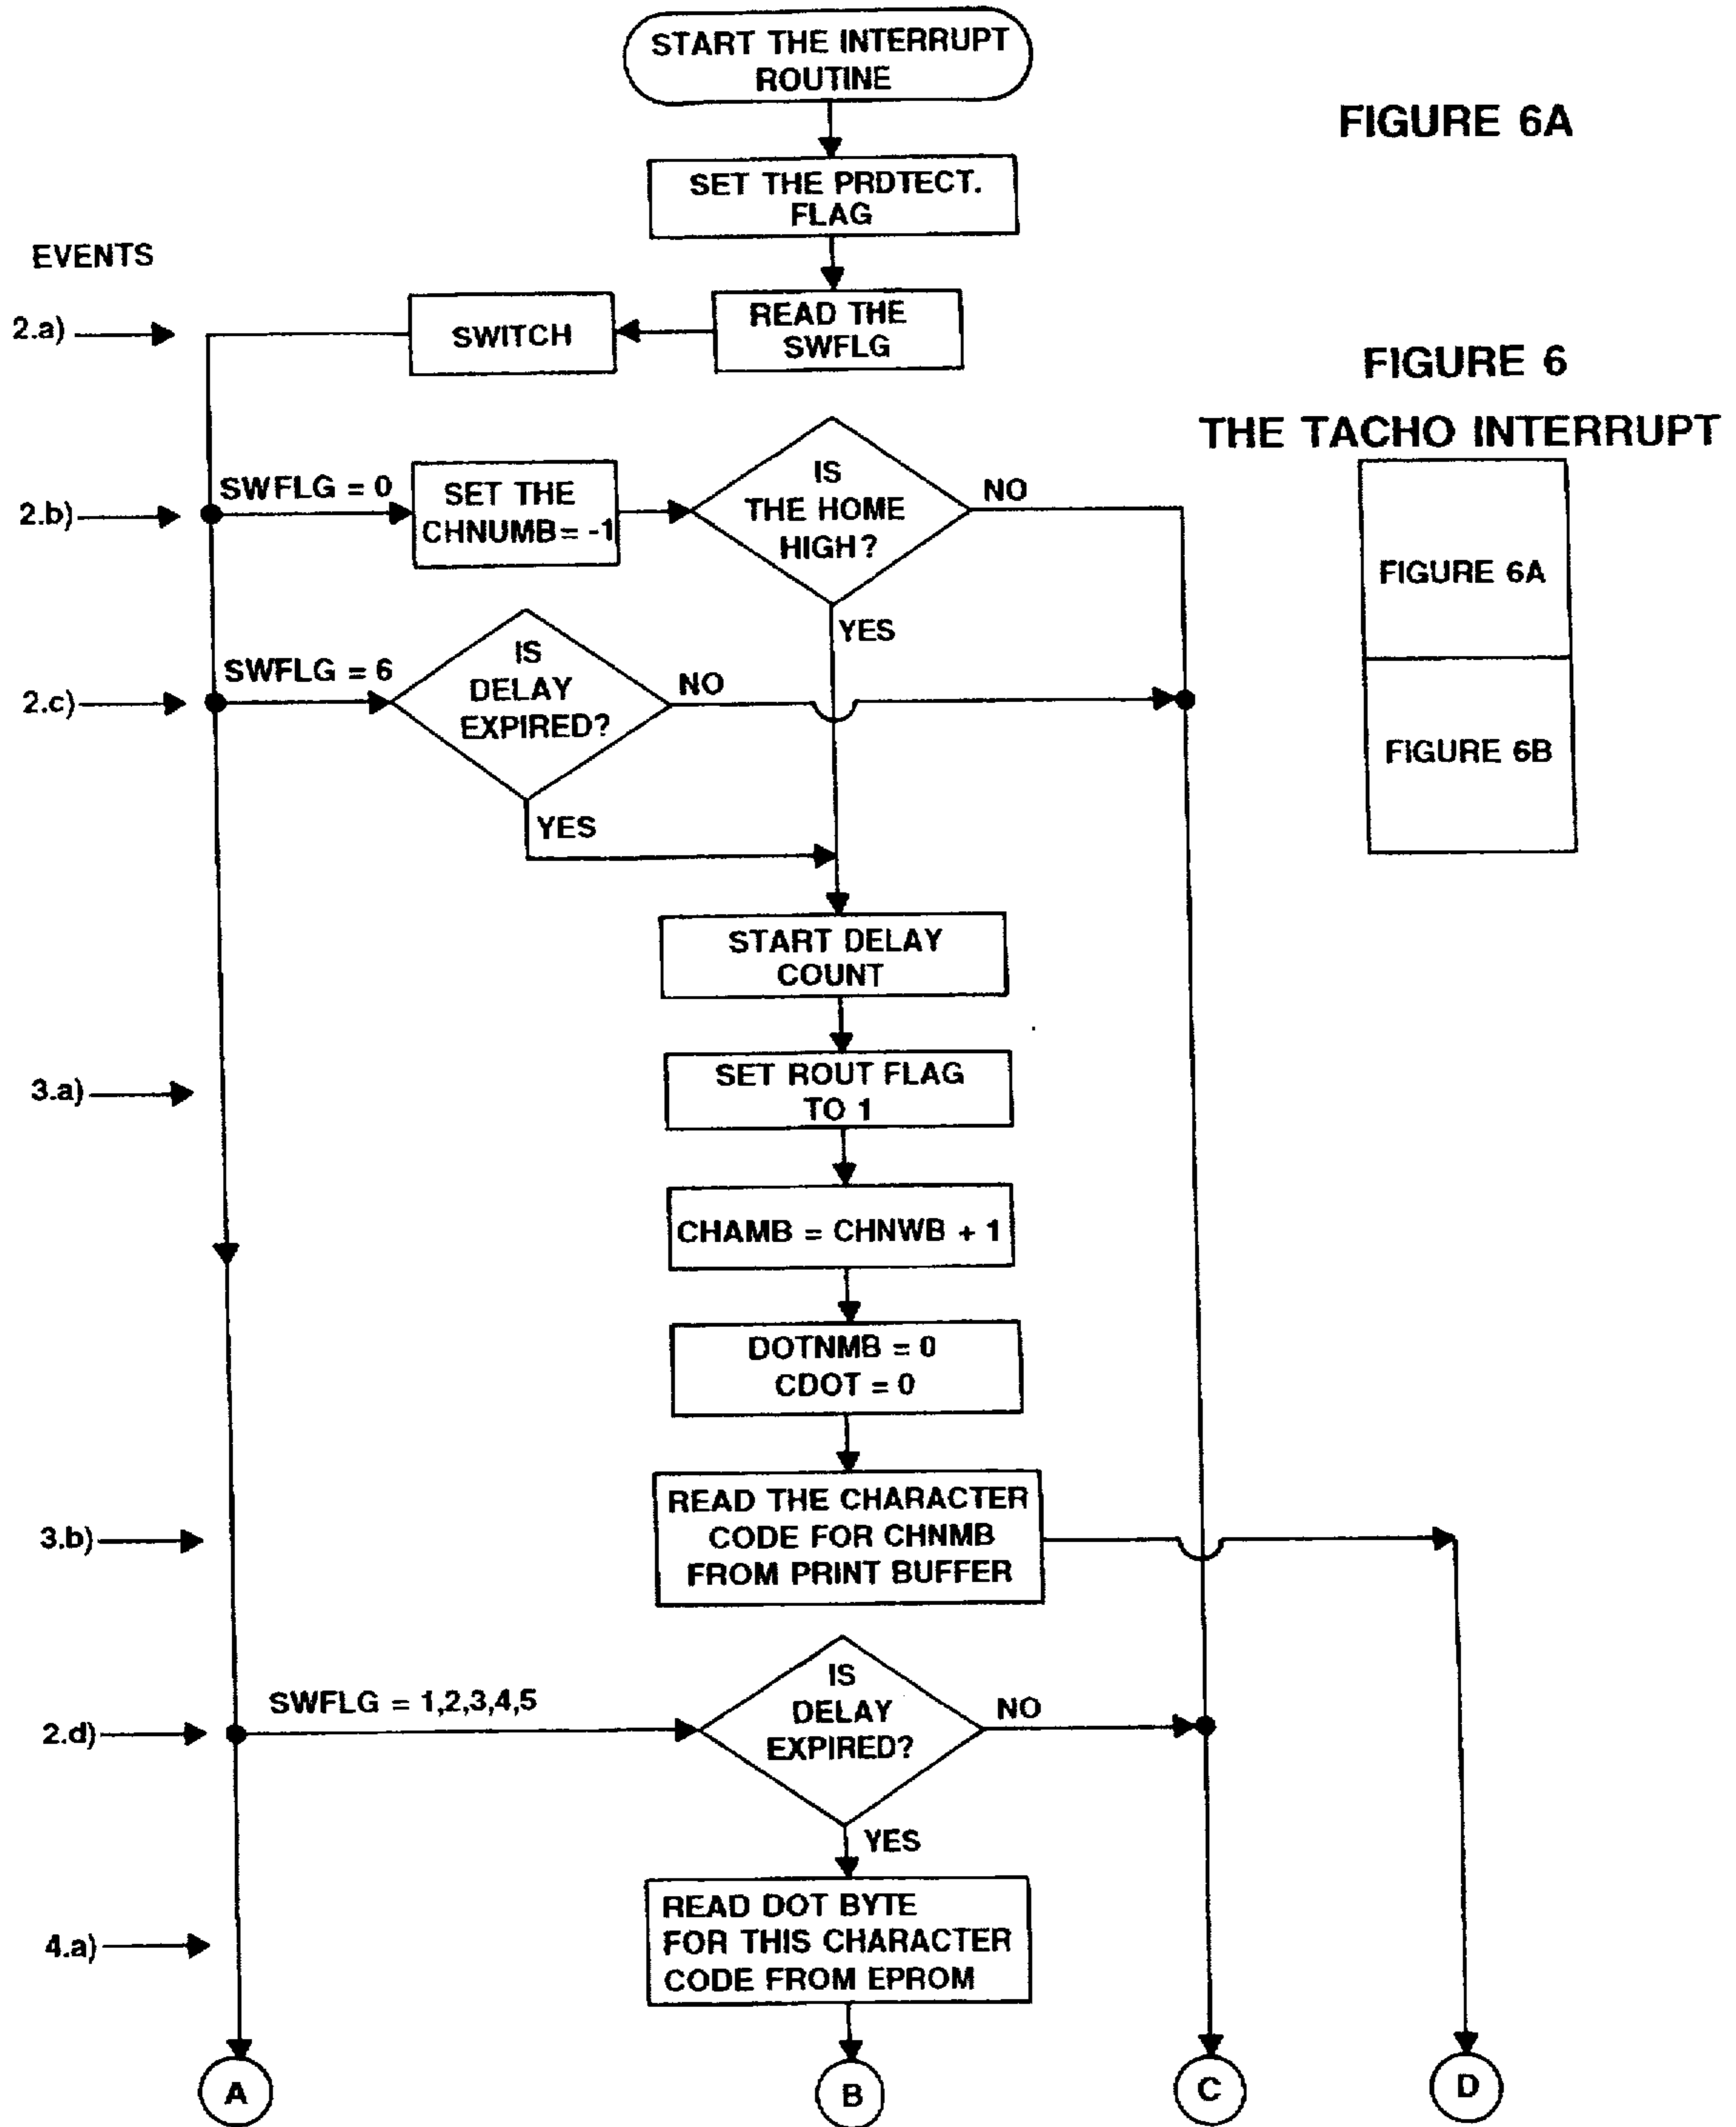 START THE INTERRUPT
ROUTINE
FIGURE 6A
SET THE PRDTECT.
FLAG
EVENTS
2.a)
SWITCH
READ THE
SWFLG
FIGURE 6
THE TACHO INTERRUPT
FIGURE 6A
FIGURE 6B
2.b)
SWFLG = 0
SET THE
CHNUMB= -1
IS
THE HOME
HIGH?
NO
YES
2.c)
SWFLG = 6
IS
DELAY
EXPIRED?
NO
YES
START DELAY
COUNT
3.a)
SET ROUT FLAG
TO 1
CHAMB = CHNWB + 1
DOTNMB = 0
CDOT = 0
3.b)
READ THE CHARACTER
CODE FOR CHNMB
FROM PRINT BUFFER
2.d)
SWFLG = 1,2,3,4,5
IS
DELAY
EXPIRED?
NO
YES
4.a)
READ DOT BYTE
FOR THIS CHARACTER
CODE FROM EPROM
A
B
C
D